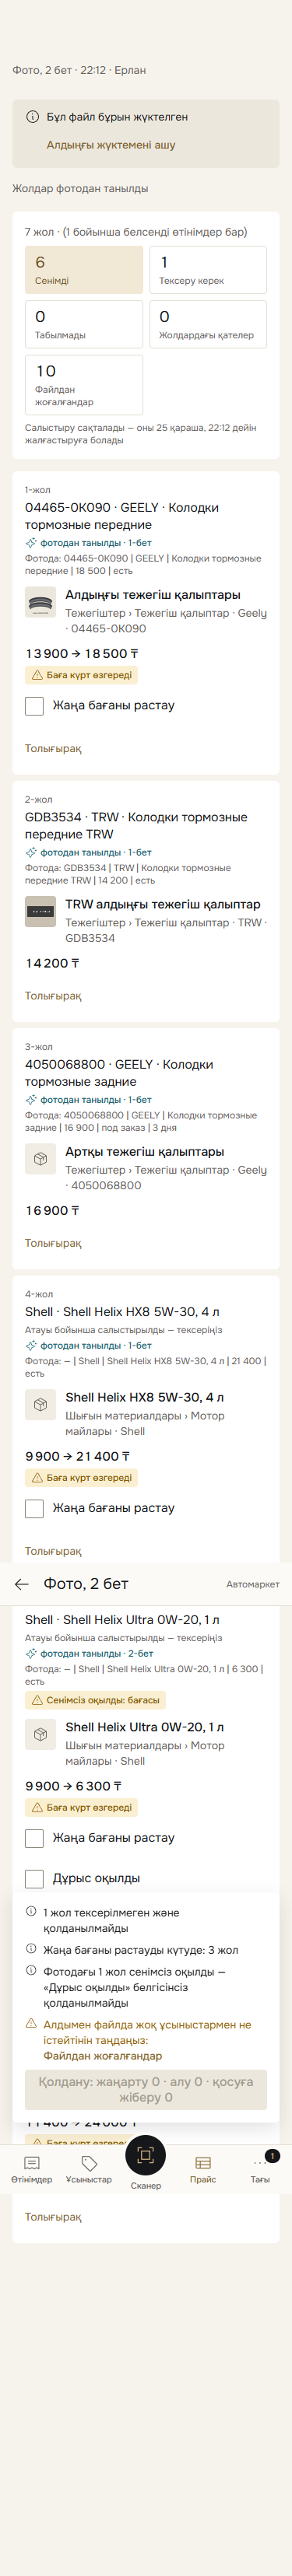 Фото, 2 бет · 22:12 · Ерлан
Бұл файл бұрын жүктелген
Алдыңғы жүктемені ашу
Жолдар фотодан танылды
7 жол · (1 бойынша белсенді өтінімдер бар)
6
Сенімді
1
Тексеру керек
0
Табылмады
0
Жолдардағы қателер
10
Файлдан
жоғалғандар
Салыстыру сақталады — оны 25 қараша, 22:12 дейін
жалғастыруға болады
1-жол
04465-0K090 · GEELY · Колодки
тормозные передние
фотодан танылды · 1-бет
Фотода: 04465-0K090 | GEELY | Колодки тормозные
передние | 18 500 | есть
Алдыңғы тежегіш қалыптары
Тежегіштер › Тежегіш қалыптар · Geely
· 04465-0K090
13 900 → 18 500 ₸
Баға күрт өзгереді
Жаңа бағаны растау
Толығырақ
2-жол
GDB3534 · TRW · Колодки тормозные
передние TRW
фотодан танылды · 1-бет
Фотода: GDB3534 | TRW | Колодки тормозные
передние TRW | 14 200 | есть
TRW алдыңғы тежегіш қалыптар
Тежегіштер › Тежегіш қалыптар · TRW ·
GDB3534
14 200 ₸
Толығырақ
3-жол
4050068800 · GEELY · Колодки
тормозные задние
фотодан танылды · 1-бет
Фотода: 4050068800 | GEELY | Колодки тормозные
задние | 16 900 | под заказ | 3 дня
Артқы тежегіш қалыптары
Тежегіштер › Тежегіш қалыптар · Geely
· 4050068800
16 900 ₸
Толығырақ
4-жол
Shell · Shell Helix HX8 5W-30, 4 л
Атауы бойынша салыстырылды — тексеріңіз
фотодан танылды · 1-бет
Фотода: — | Shell | Shell Helix HX8 5W-30, 4 л | 21 400 |
есть
Shell Helix HX8 5W-30, 4 л
Шығын материалдары › Мотор
майлары · Shell
9 900 → 21 400 ₸
Баға күрт өзгереді
Жаңа бағаны растау
Толығырақ
Фото, 2 бет
Автомаркет
Shell · Shell Helix Ultra 0W-20, 1 л
Атауы бойынша салыстырылды — тексеріңіз
фотодан танылды · 2-бет
Фотода: — | Shell | Shell Helix Ultra 0W-20, 1 л | 6 300 |
есть
Сенімсіз оқылды: бағасы
Shell Helix Ultra 0W-20, 1 л
Шығын материалдары › Мотор
майлары · Shell
9 900 → 6 300 ₸
Баға күрт өзгереді
Жаңа бағаны растау
Дұрыс оқылды
1 жол тексерілмеген және
қолданылмайды
Жаңа бағаны растауды күтуде: 3 жол
Фотодағы 1 жол сенімсіз оқылды —
«Дұрыс оқылды» белгісінсіз
қолданылмайды
Алдымен файлда жоқ ұсыныстармен не
істейтінін таңдаңыз:
Файлдан жоғалғандар
Қолдану: жаңарту 0 · алу 0 · қосуға
жіберу 0
11 400 → 24 000 ₸
Баға күрт өзгереді
Өтінімдер
Ұсыныстар
Сканер
Прайс
1
Тағы
Толығырақ